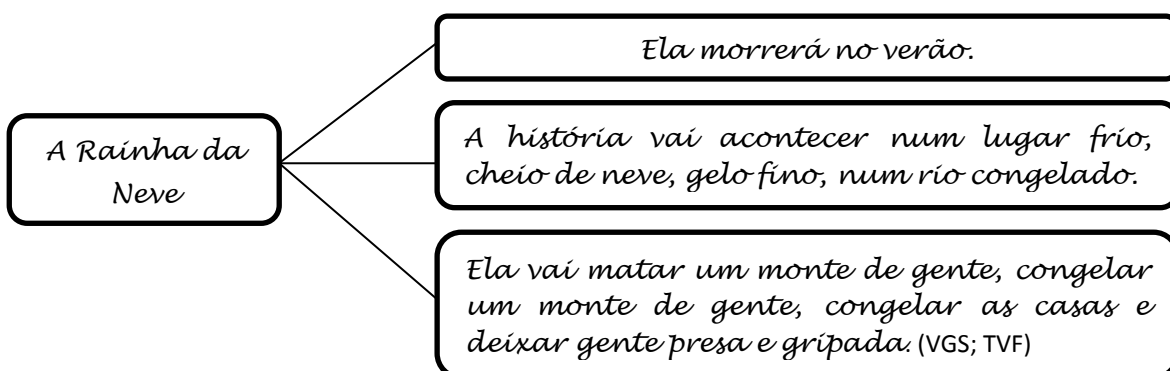 Ela morrerá no verão.
A Rainha da
Neve
A história vai acontecer num lugar frio,
cheio de neve, gelo fino, num rio congelado.
Ela vai matar um monte de gente, congelar
um monte de gente, congelar as casas e
deixar gente presa e gripada. (VGS; TVF)